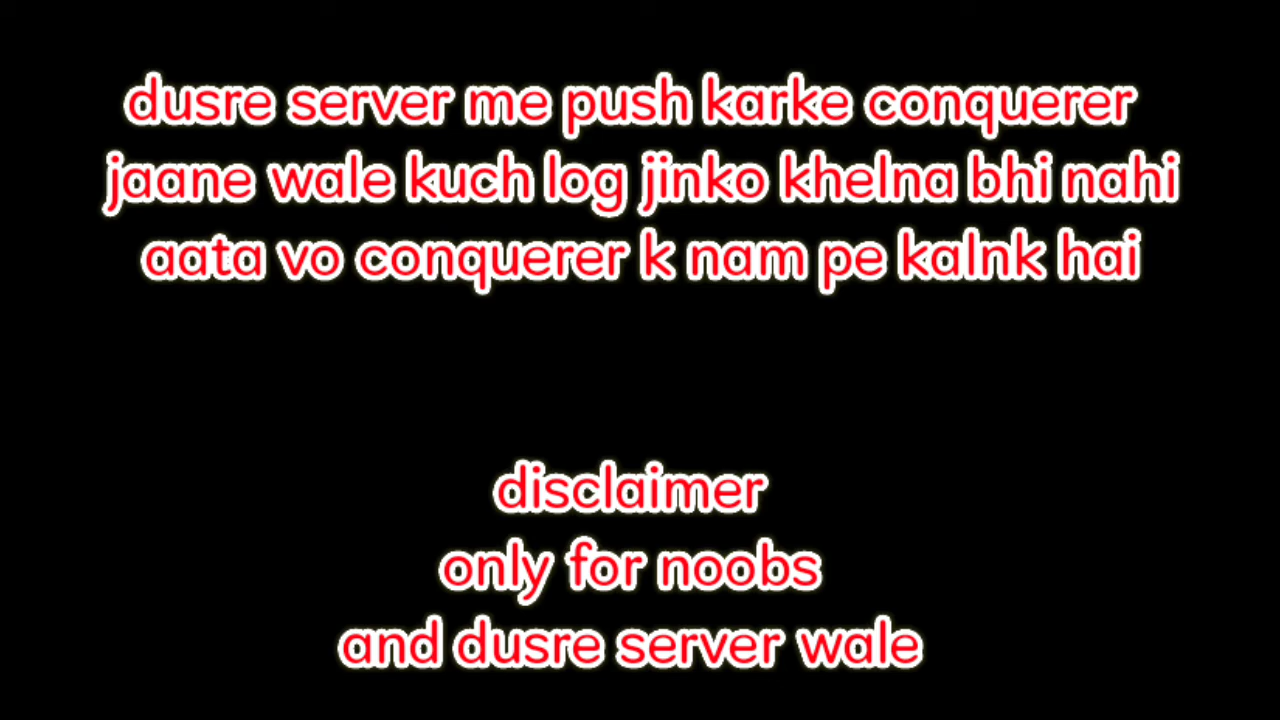 dusre server me push karke conquerer
jaane wale kuch log jinko khelna bhi nahi
aata vo conquerer k nam pe kalnk hai
disclaimer
only for noobs
and dusre server wale